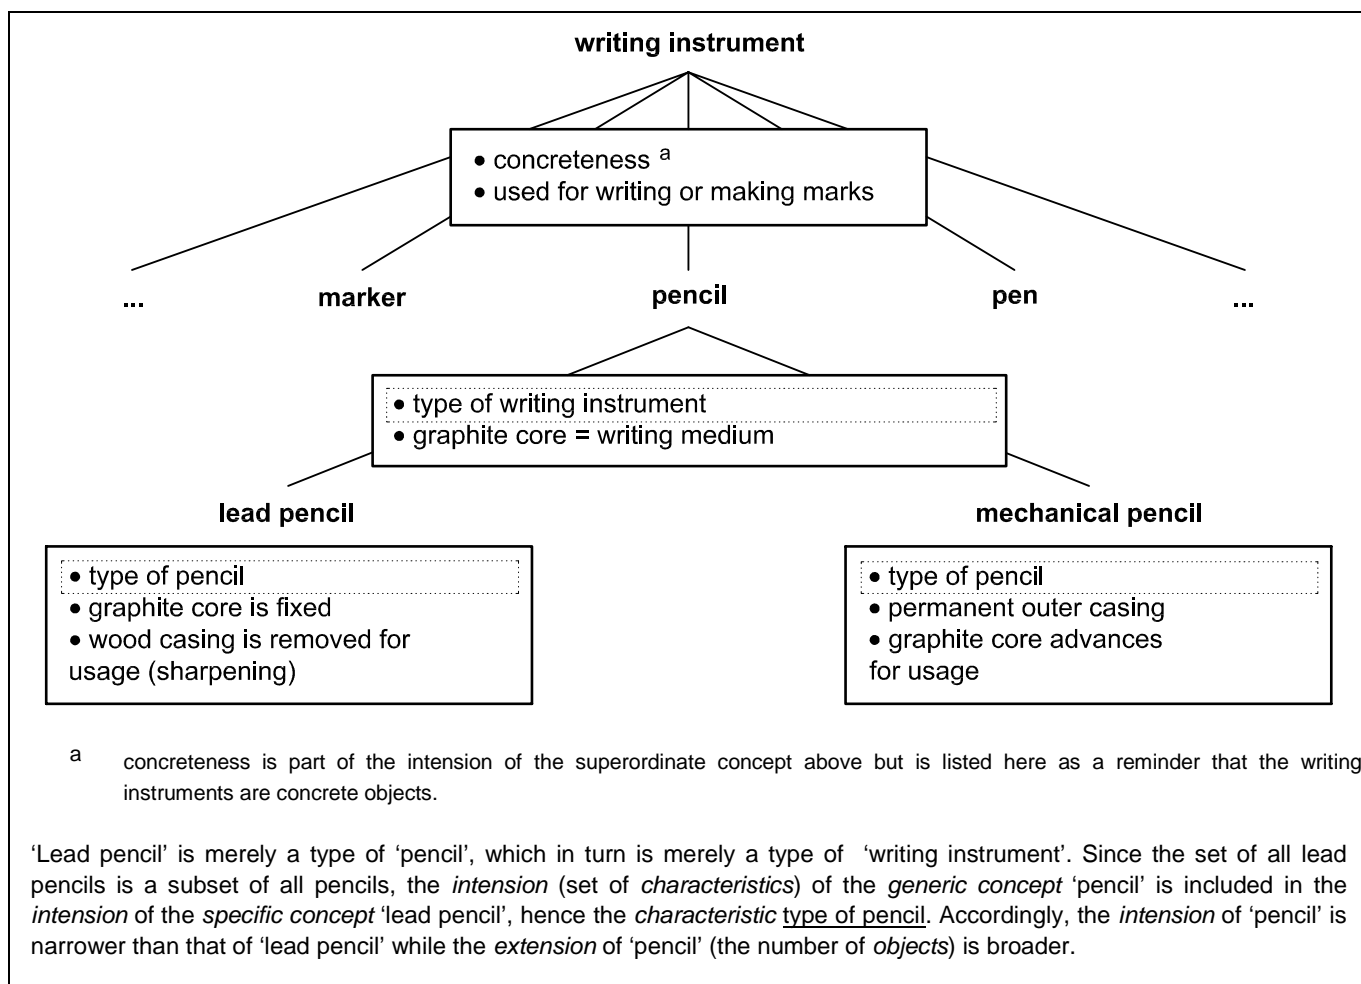 writing instrument
• concreteness a
• used for writing or making marks
... marker pencil pen ...
• type of writing instrument
• graphite core = writing medium
lead pencil
mechanical pencil
• type of pencil
• graphite core is fixed
• wood casing is removed for
usage (sharpening)
• type of pencil
• permanent outer casing
• graphite core advances
for usage
a concreteness is part of the intension of the superordinate concept above but is listed here as a reminder that the writing
instruments are concrete objects.
‘Lead pencil’ is merely a type of ‘pencil’, which in turn is merely a type of ‘writing instrument’. Since the set of all lead
pencils is a subset of all pencils, the intension (set of characteristics) of the generic concept ‘pencil’ is included in the
intension of the specific concept ‘lead pencil’, hence the characteristic type of pencil. Accordingly, the intension of ‘pencil’ is
narrower than that of ‘lead pencil’ while the extension of ‘pencil’ (the number of objects) is broader.